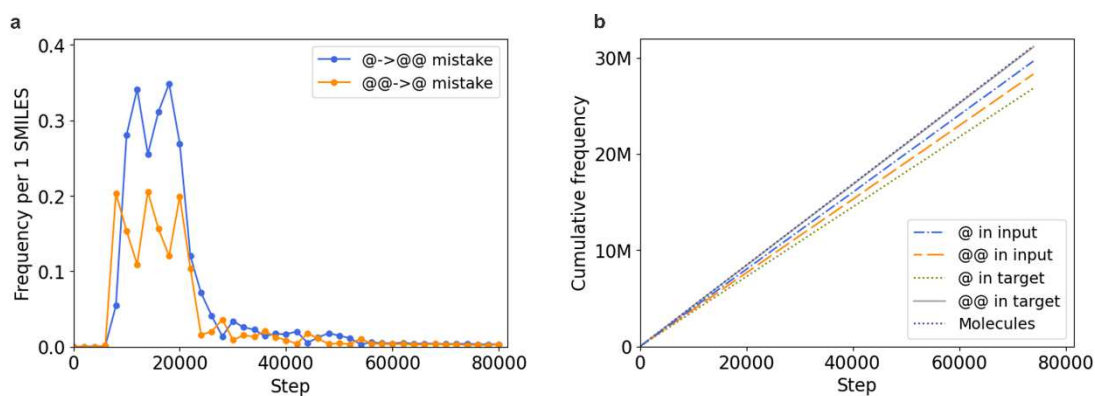 a
0.4
0.3
0.2
0.1
0.0
Frequency per 1 SMILES
@->@@ mistake
@@->@ mistake
0
20000
40000
60000
80000
Step
b
30M
20M
10M
0
Cumulative frequency
@ in input
@@ in input
@ in target
@@ in target
Molecules
0
20000
40000
60000
80000
Step